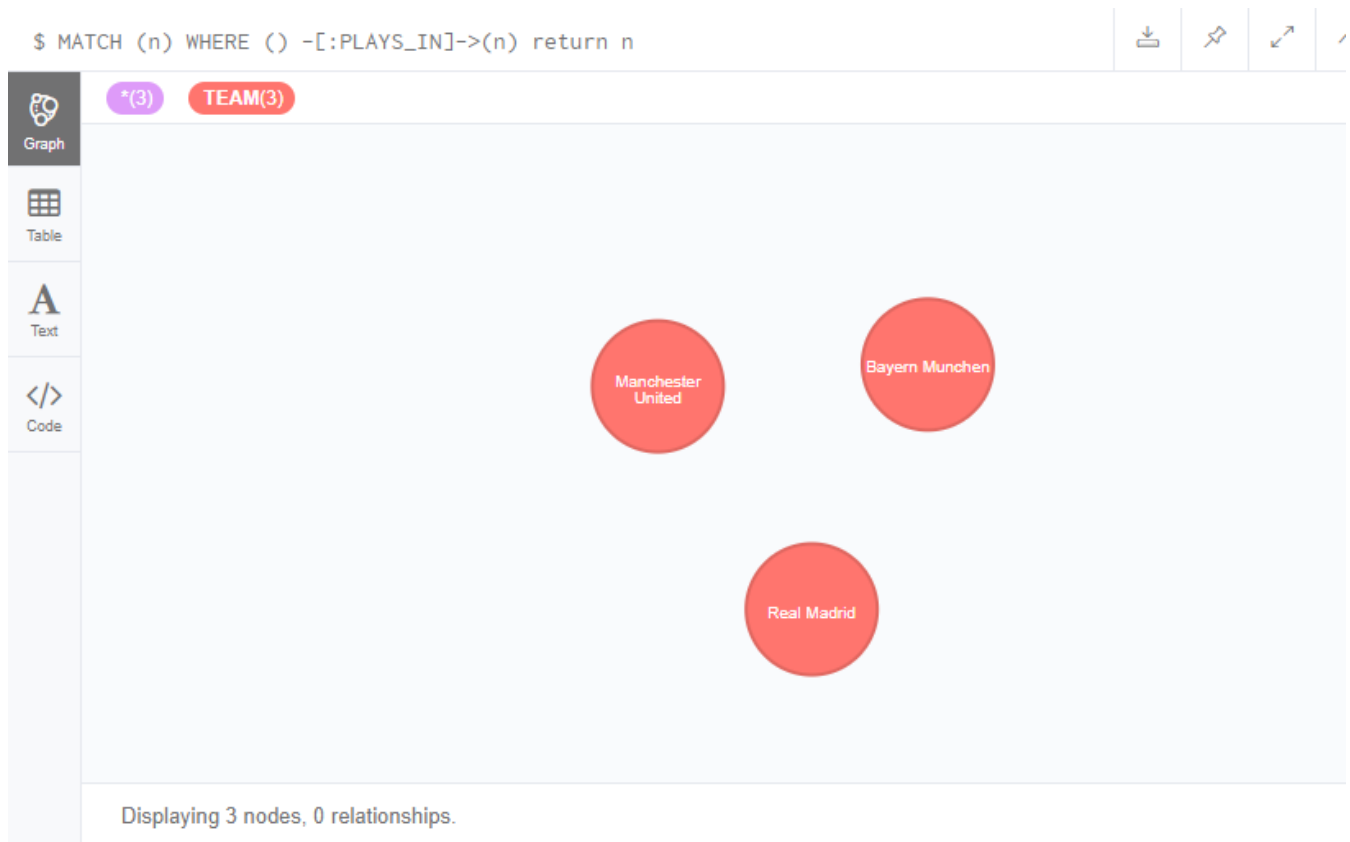 $ MATCH (n) WHERE () -[:PLAYS_IN]->(n) return n
*(3) TEAM(3)
Graph
Table
A
Text
</>
Code
Manchester
United
Bayern Munchen
Real Madrid
Displaying 3 nodes, 0 relationships.